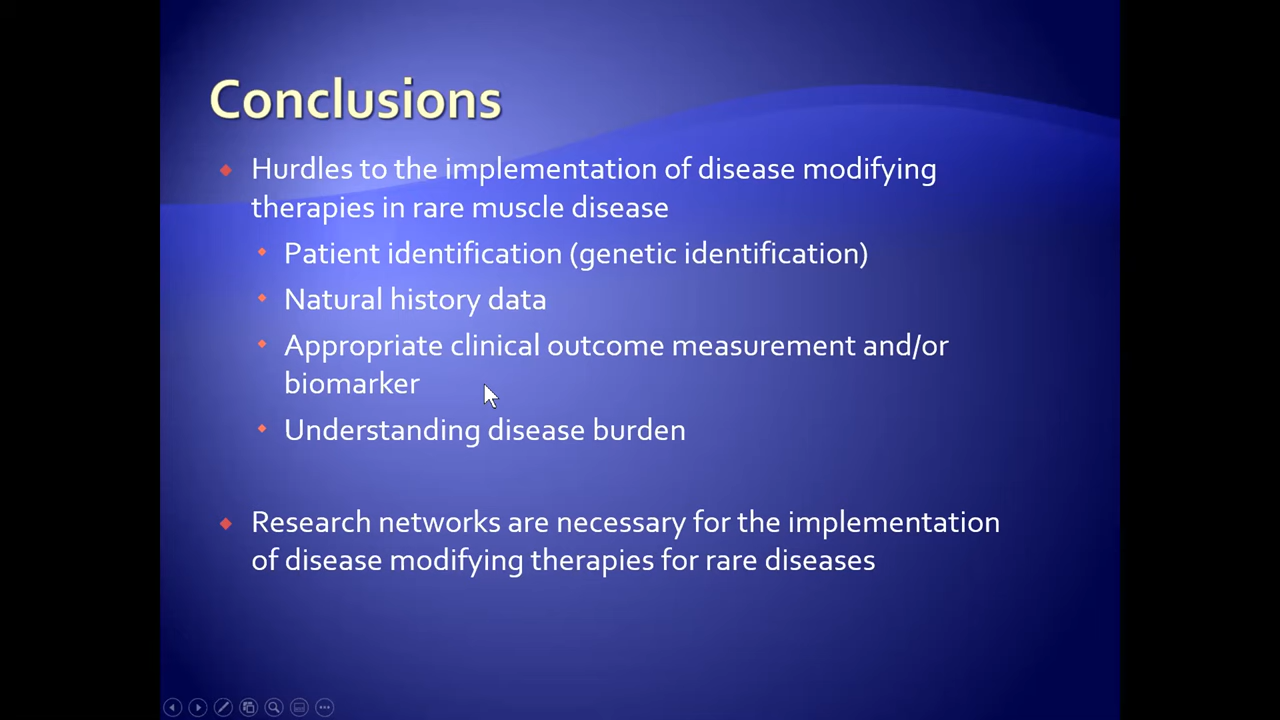 Conclusions
Hurdles to the implementation of disease modifying
therapies in rare muscle disease
Patient identification (genetic identification)
Natural history data
Appropriate clinical outcome measurement and/or
biomarker
Understanding disease burden
Research networks are necessary for the implementation
of disease modifying therapies for rare diseases